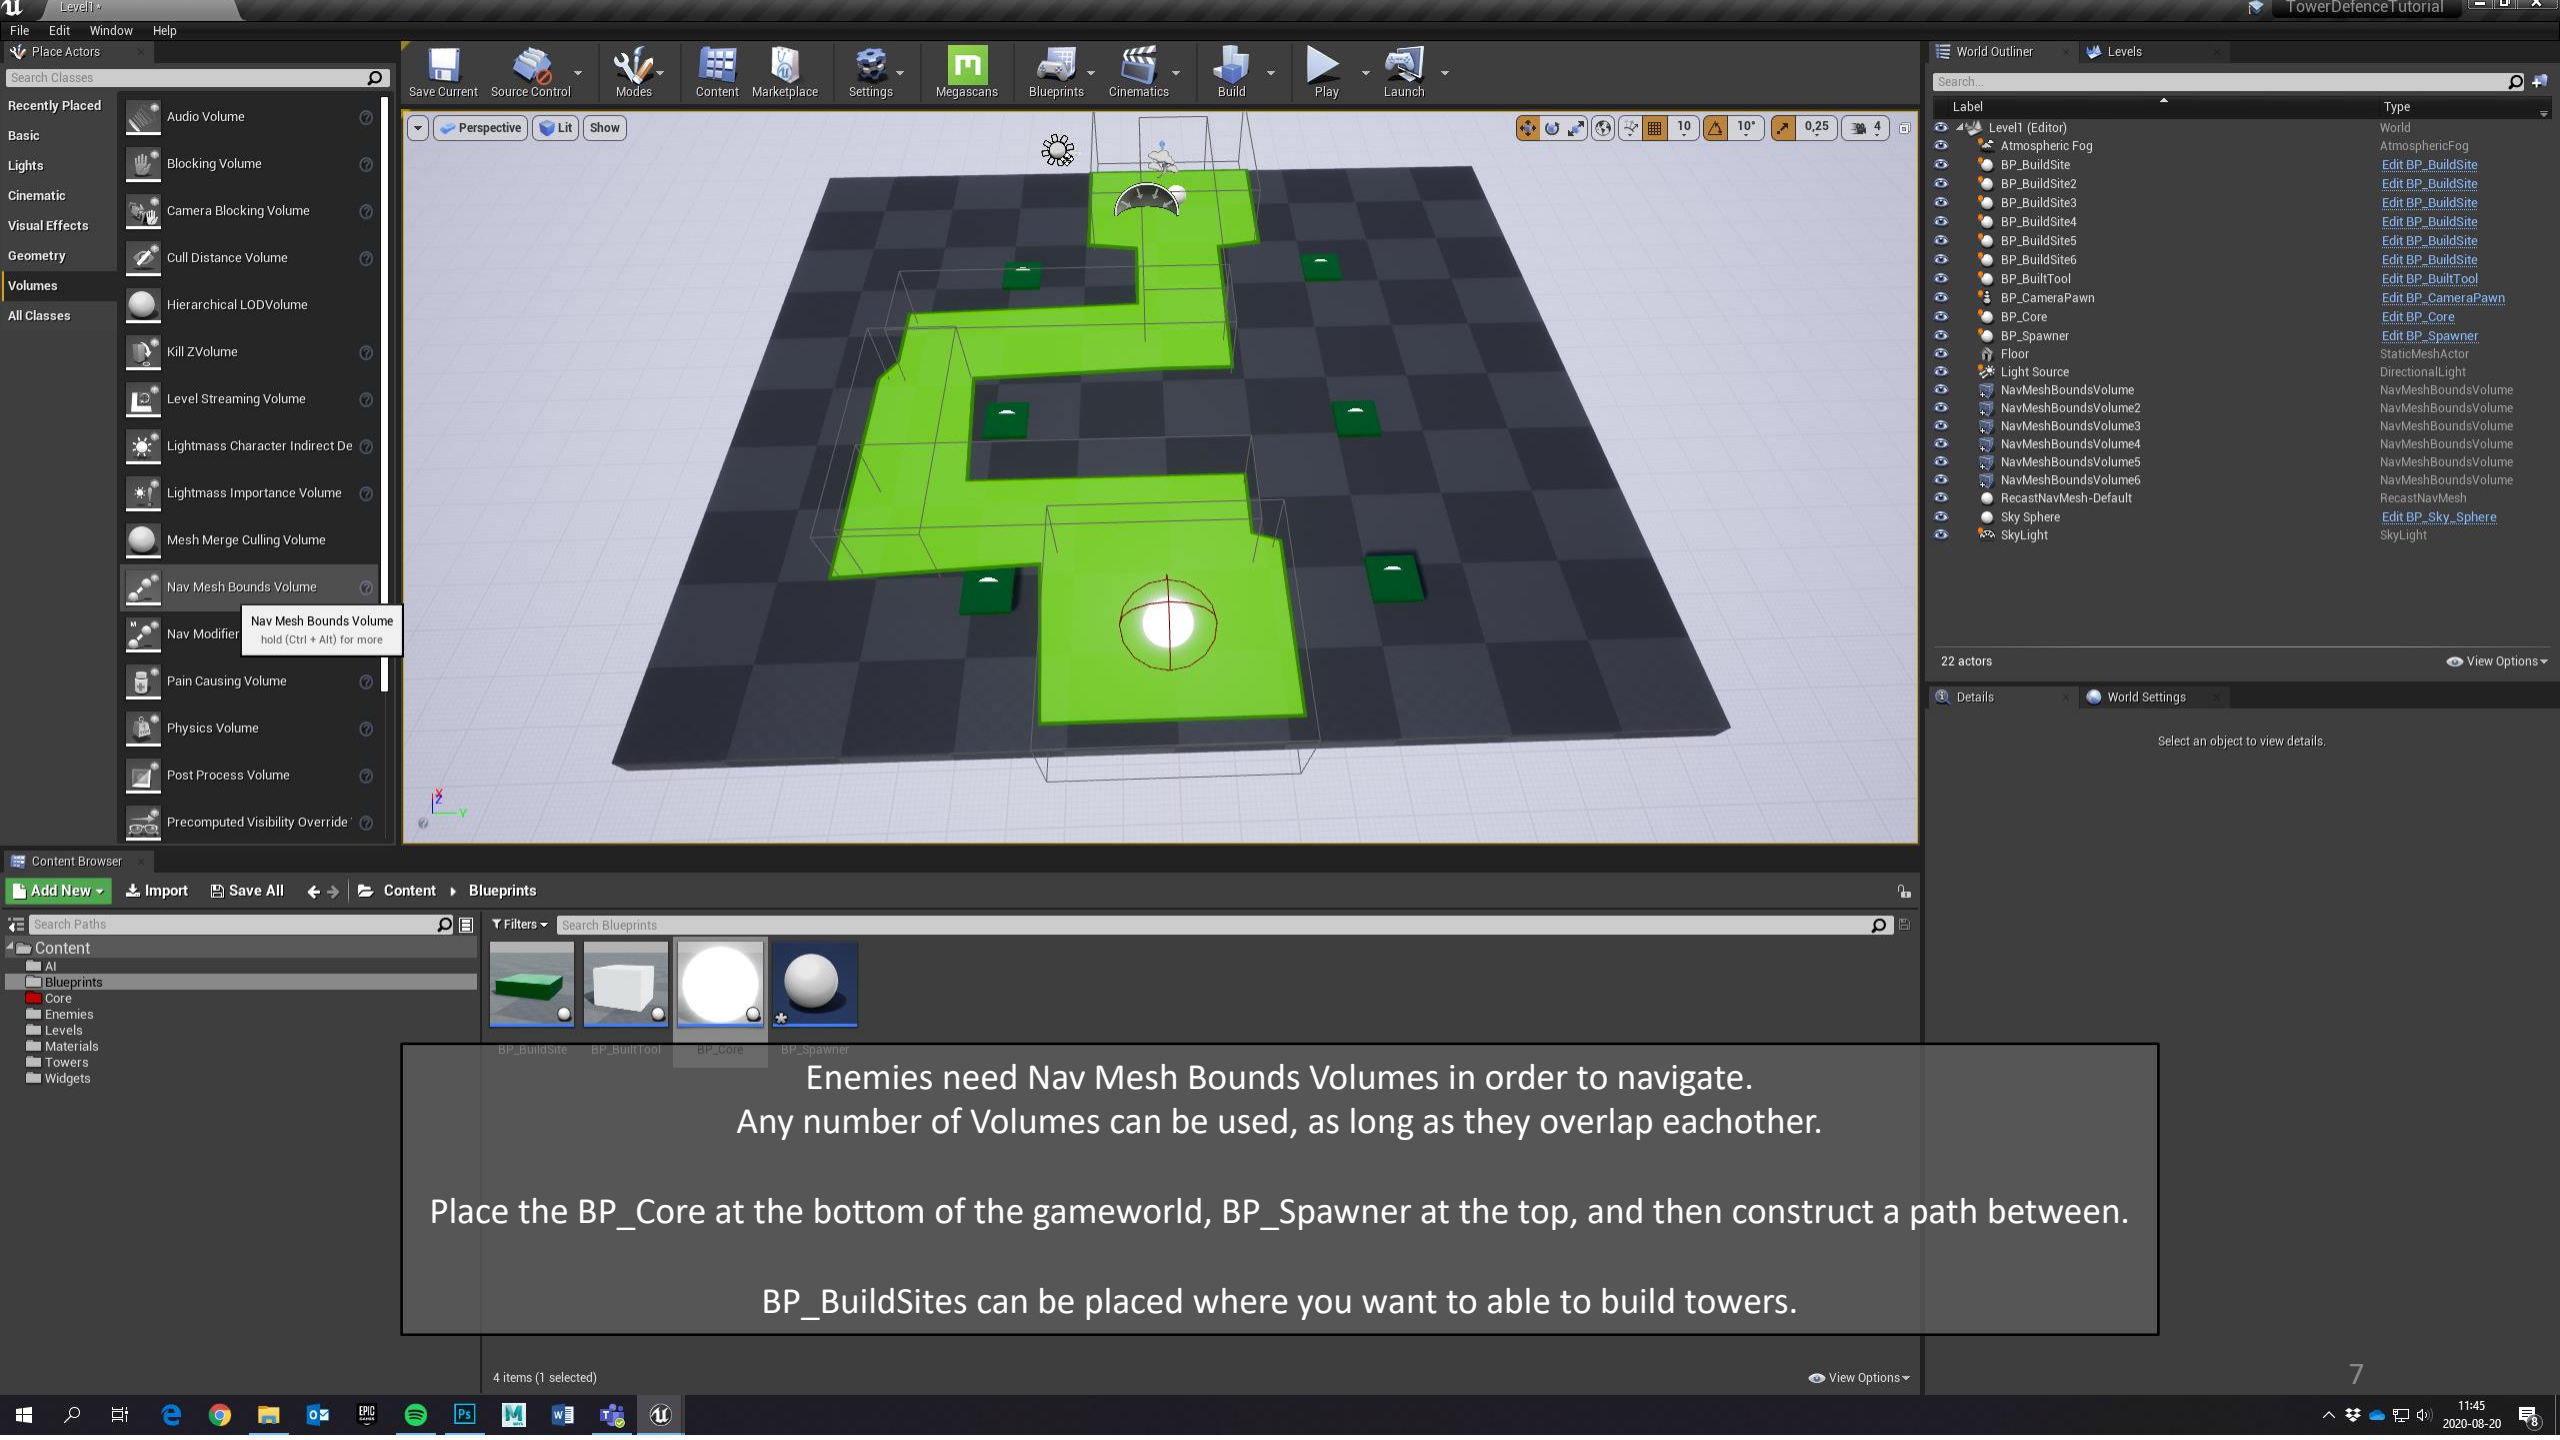 Level1*
TowerDefenceTutorial
File Edit Window Help
Place Actors
Search Classes
Recently Placed
Basic
Lights
Cinematic
Visual Effects
Geometry
Volumes
All Classes
Audio Volume
Blocking Volume
Camera Blocking Volume
Cull Distance Volume
Hierarchical LODVolume
Kill ZVolume
Level Streaming Volume
Lightmass Character Indirect De
Lightmass Importance Volume
Mesh Merge Culling Volume
Nav Mesh Bounds Volume
Nav Modifier
Nav Mesh Bounds Volume
hold (Ctrl + Alt) for more
Pain Causing Volume
Physics Volume
Post Process Volume
Precomputed Visibility Override
Save Current Source Control Modes Content Marketplace Settings Megascans Blueprints Cinematics Build Play Launch
Perspective Lit Show
10 10° 0,25 4
X
Z
Y
World Outliner Levels
Search...
Label Type
Level1 (Editor) World
Atmospheric Fog AtmosphericFog
BP_BuildSite Edit BP_BuildSite
BP_BuildSite2 Edit BP_BuildSite
BP_BuildSite3 Edit BP_BuildSite
BP_BuildSite4 Edit BP_BuildSite
BP_BuildSite5 Edit BP_BuildSite
BP_BuildSite6 Edit BP_BuildSite
BP_BuiltTool Edit BP_BuiltTool
BP_CameraPawn Edit BP_CameraPawn
BP_Core Edit BP_Core
BP_Spawner Edit BP_Spawner
Floor StaticMeshActor
Light Source DirectionalLight
NavMeshBoundsVolume NavMeshBoundsVolume
NavMeshBoundsVolume2 NavMeshBoundsVolume
NavMeshBoundsVolume3 NavMeshBoundsVolume
NavMeshBoundsVolume4 NavMeshBoundsVolume
NavMeshBoundsVolume5 NavMeshBoundsVolume
NavMeshBoundsVolume6 NavMeshBoundsVolume
RecastNavMesh-Default RecastNavMesh
Sky Sphere Edit BP_Sky_Sphere
SkyLight SkyLight
22 actors View Options
Details World Settings
Select an object to view details.
Content Browser
Add New Import Save All Content Blueprints
Search Paths
Content
AI
Blueprints
Core
Enemies
Levels
Materials
Towers
Widgets
Filters Search Blueprints
BP_BuildSite BP_BuiltTool BP_Core BP_Spawner
Enemies need Nav Mesh Bounds Volumes in order to navigate.
Any number of Volumes can be used, as long as they overlap eachother.
Place the BP_Core at the bottom of the gameworld, BP_Spawner at the top, and then construct a path between.
BP_BuildSites can be placed where you want to able to build towers.
4 items (1 selected) View Options
7
11:45
2020-08-20